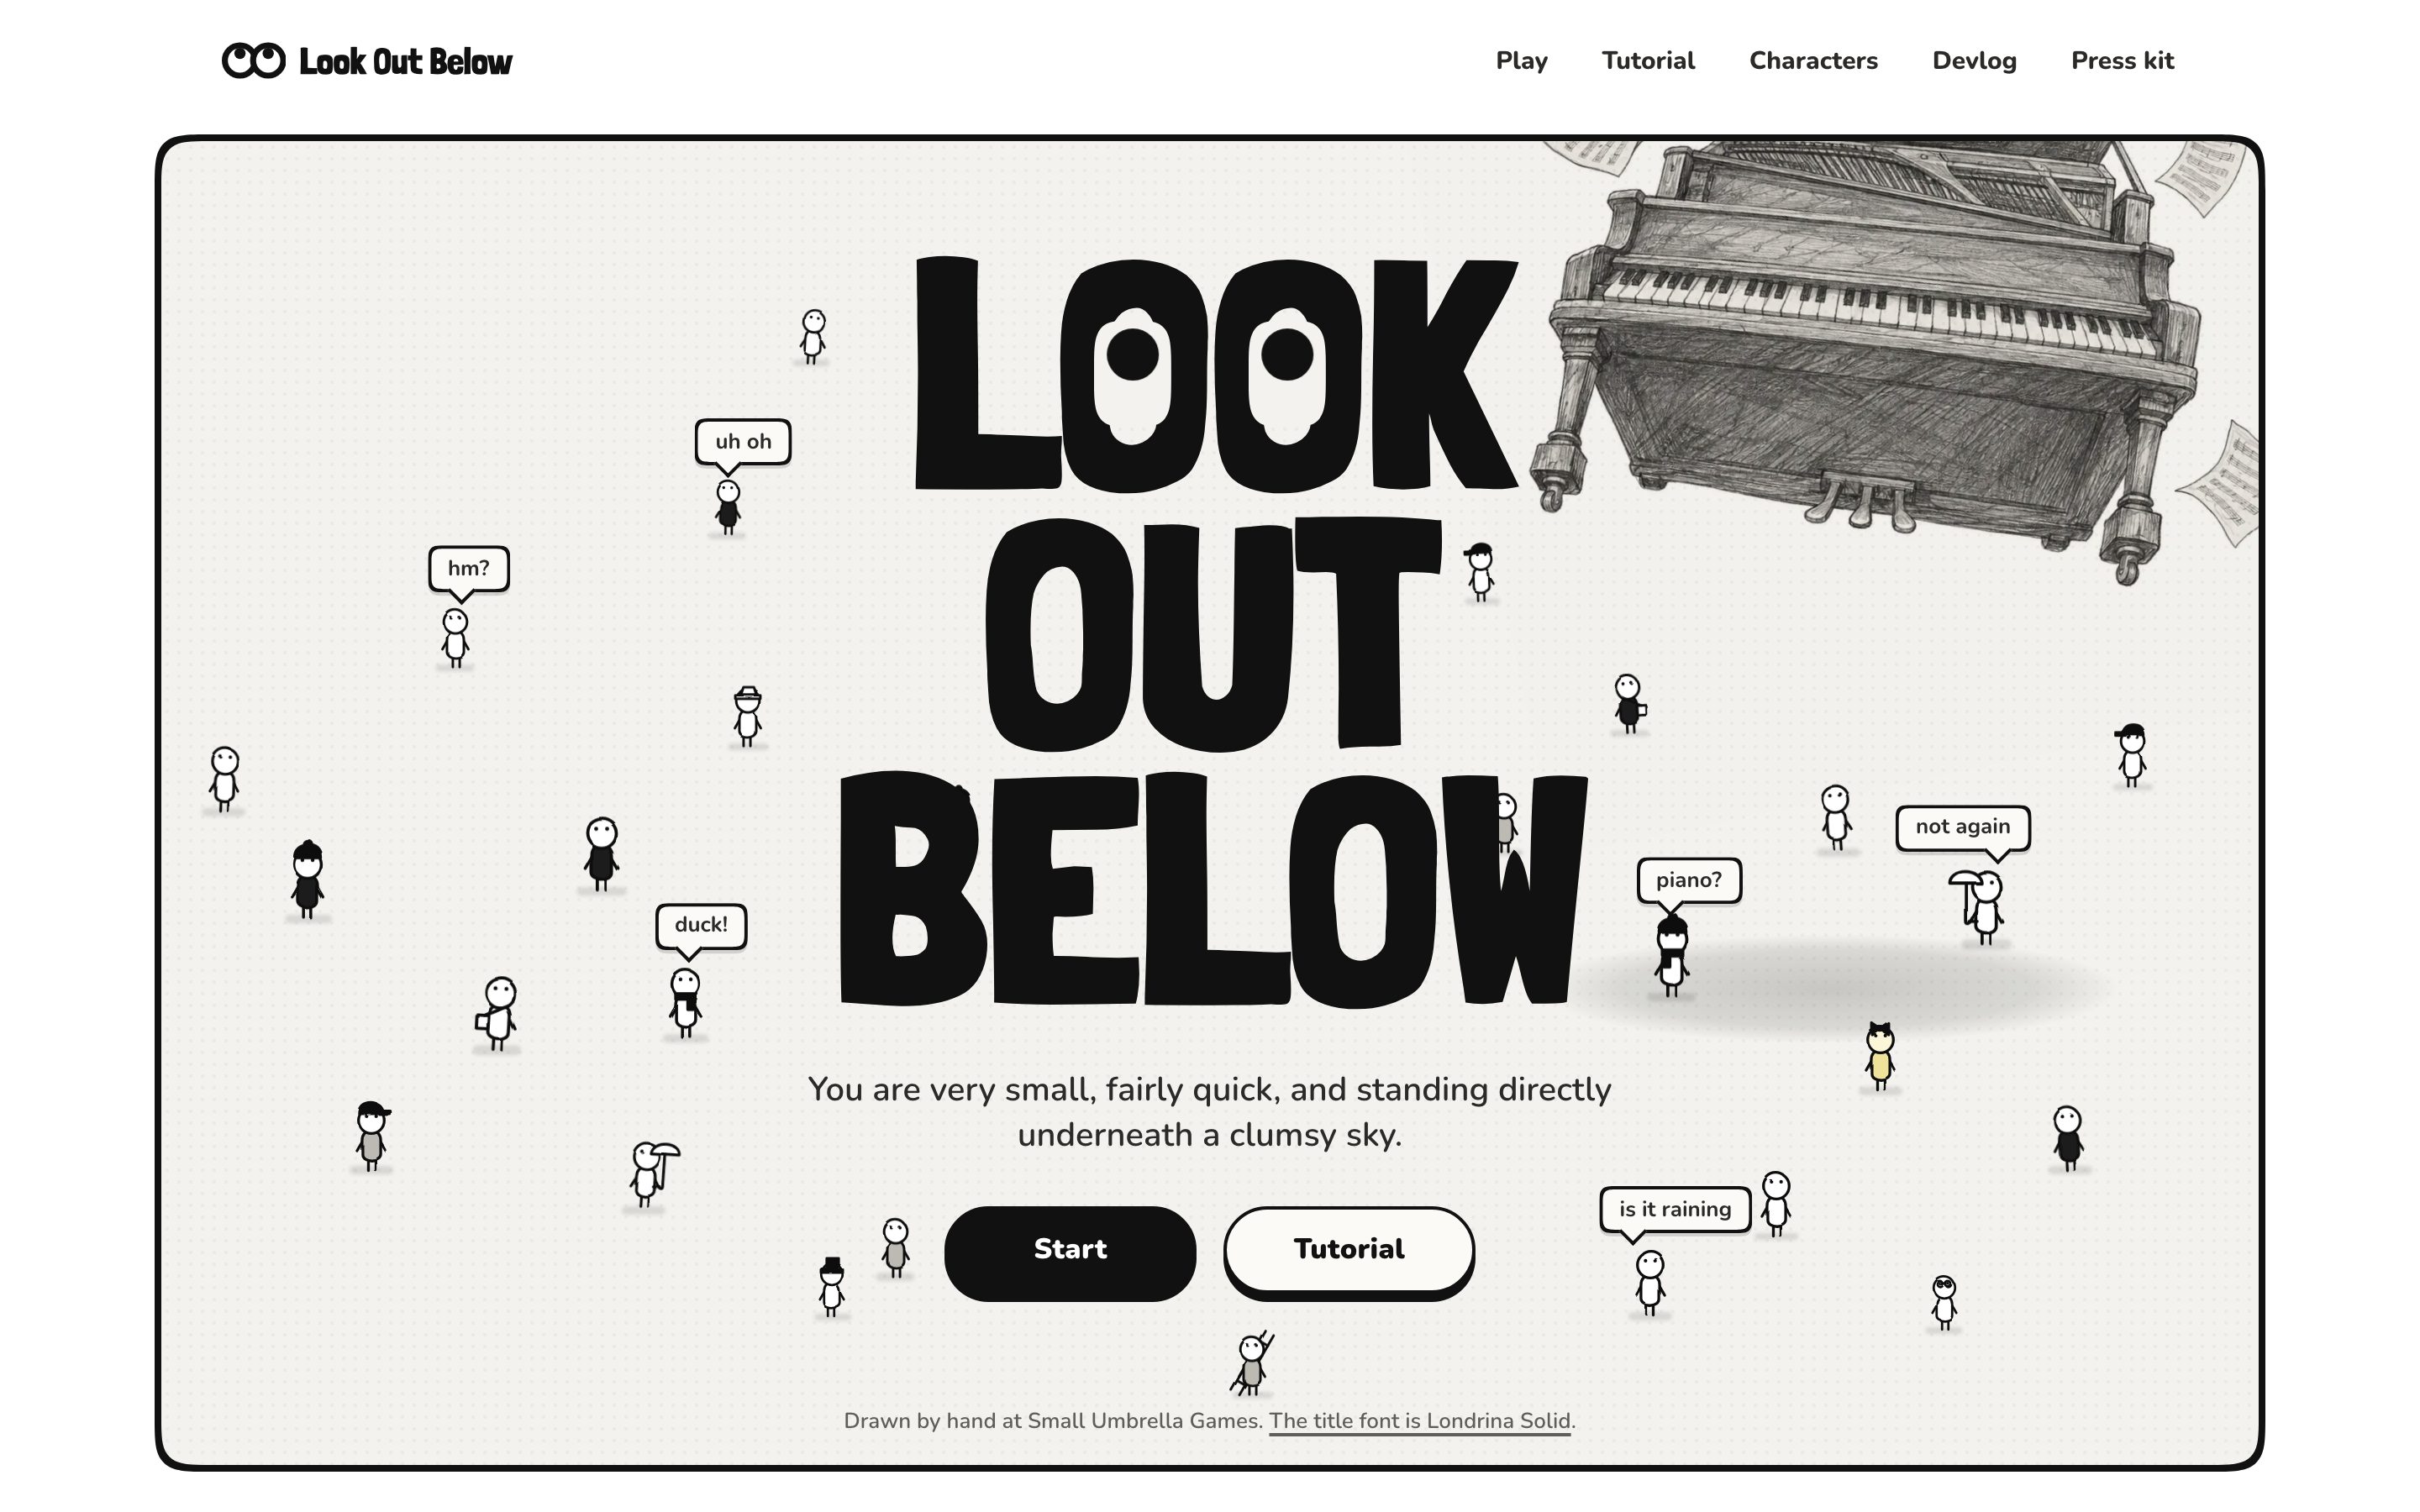 Look Out Below
Play
Tutorial
Characters
Devlog
Press kit
LOOK
OUT
BELOW
uh oh
hm?
duck!
piano?
not again
is it raining
You are very small, fairly quick, and standing directly
underneath a clumsy sky.
Start
Tutorial
Drawn by hand at Small Umbrella Games. The title font is Londrina Solid.